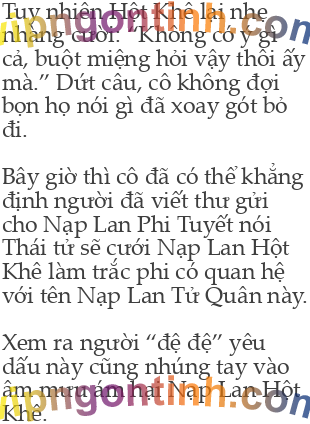 Tuy nhiên Hột Khê lại nhẹ
nhàng cười: “Không có ý gì
cả, buột miệng hỏi vậy thôi ấy
mà.” Dứt câu, cô không đợi
bọn họ nói gì đã xoay gót bỏ
đi.
Bây giờ thì cô đã có thể khẳng
định người đã viết thư gửi
cho Nạp Lan Phi Tuyết nói
Thái tử sẽ cưới Nạp Lan Hột
Khê làm trắc phi có quan hệ
với tên Nạp Lan Tử Quân này.
Xem ra người “đệ đệ” yêu
dấu này cũng nhúng tay vào
âm mưu ám hại Nạp Lan Hột
Khê.